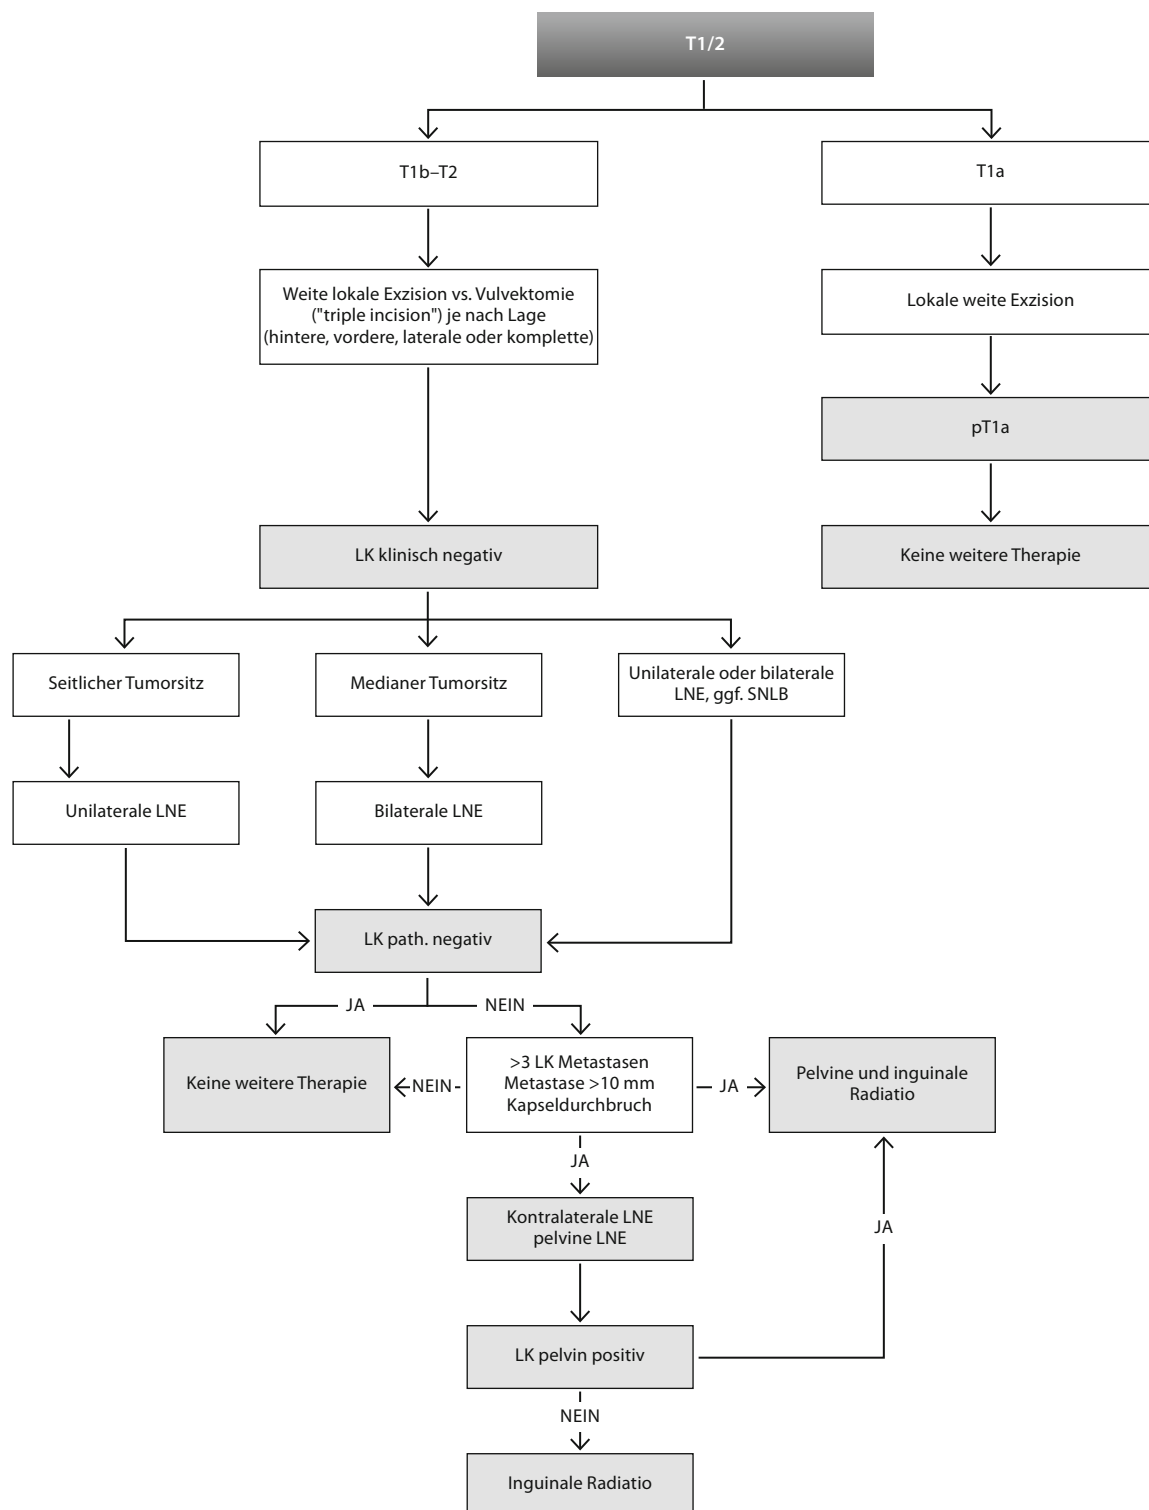 T1/2
T1b–T2
T1a
Weite lokale Exzision vs. Vulvektomie
("triple incision") je nach Lage
(hintere, vordere, laterale oder komplette)
Lokale weite Exzision
pT1a
LK klinisch negativ
Keine weitere Therapie
Seitlicher Tumorsitz
Medianer Tumorsitz
Unilaterale oder bilaterale
LNE, ggf. SNLB
Unilaterale LNE
Bilaterale LNE
LK path. negativ
JA
NEIN
Keine weitere Therapie
NEIN
>3 LK Metastasen
Metastase >10 mm
Kapseldurchbruch
JA
Pelvine und inguinale
Radiatio
JA
Kontralaterale LNE
pelvine LNE
JA
LK pelvin positiv
NEIN
Inguinale Radiatio